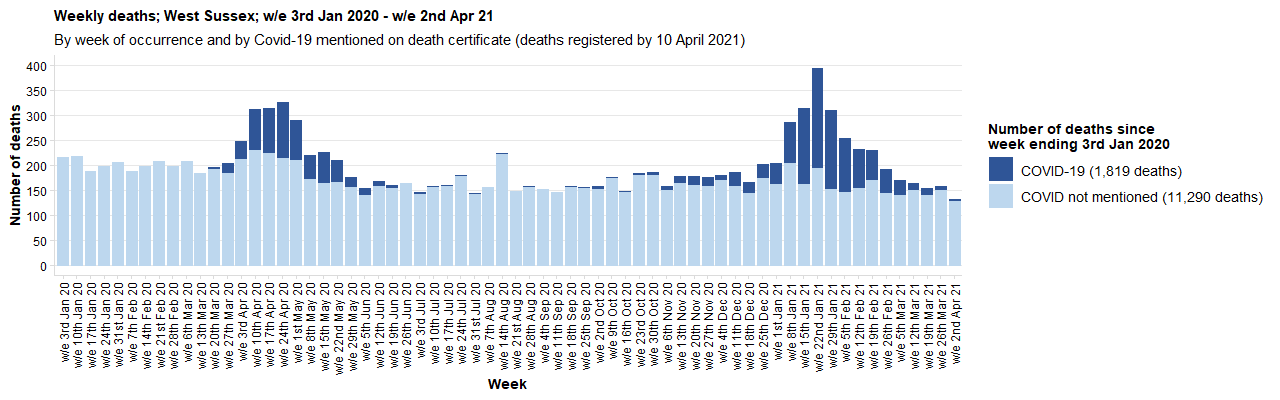 Weekly deaths; West Sussex; w/e 3rd Jan 2020 - w/e 2nd Apr 21
By week of occurrence and by Covid-19 mentioned on death certificate (deaths registered by 10 April 2021)
Number of deaths
400
350
300
250
200
150
100
50
0
w/e 3rd Jan 20
w/e 10th Jan 20
w/e 17th Jan 20
w/e 24th Jan 20
w/e 31st Jan 20
w/e 7th Feb 20
w/e 14th Feb 20
w/e 21st Feb 20
w/e 28th Feb 20
w/e 6th Mar 20
w/e 13th Mar 20
w/e 20th Mar 20
w/e 27th Mar 20
w/e 3rd Apr 20
w/e 10th Apr 20
w/e 17th Apr 20
w/e 24th Apr 20
w/e 1st May 20
w/e 8th May 20
w/e 15th May 20
w/e 22nd May 20
w/e 29th May 20
w/e 5th Jun 20
w/e 12th Jun 20
w/e 19th Jun 20
w/e 26th Jun 20
w/e 3rd Jul 20
w/e 10th Jul 20
w/e 17th Jul 20
w/e 24th Jul 20
w/e 31st Jul 20
w/e 7th Aug 20
w/e 14th Aug 20
w/e 21st Aug 20
w/e 28th Aug 20
w/e 4th Sep 20
w/e 11th Sep 20
w/e 18th Sep 20
w/e 25th Sep 20
w/e 2nd Oct 20
w/e 9th Oct 20
w/e 16th Oct 20
w/e 23rd Oct 20
w/e 30th Oct 20
w/e 6th Nov 20
w/e 13th Nov 20
w/e 20th Nov 20
w/e 27th Nov 20
w/e 4th Dec 20
w/e 11th Dec 20
w/e 18th Dec 20
w/e 25th Dec 20
w/e 1st Jan 21
w/e 8th Jan 21
w/e 15th Jan 21
w/e 22nd Jan 21
w/e 29th Jan 21
w/e 5th Feb 21
w/e 12th Feb 21
w/e 19th Feb 21
w/e 26th Feb 21
w/e 5th Mar 21
w/e 12th Mar 21
w/e 19th Mar 21
w/e 26th Mar 21
w/e 2nd Apr 21
Week
Number of deaths since
week ending 3rd Jan 2020
COVID-19 (1,819 deaths)
COVID not mentioned (11,290 deaths)